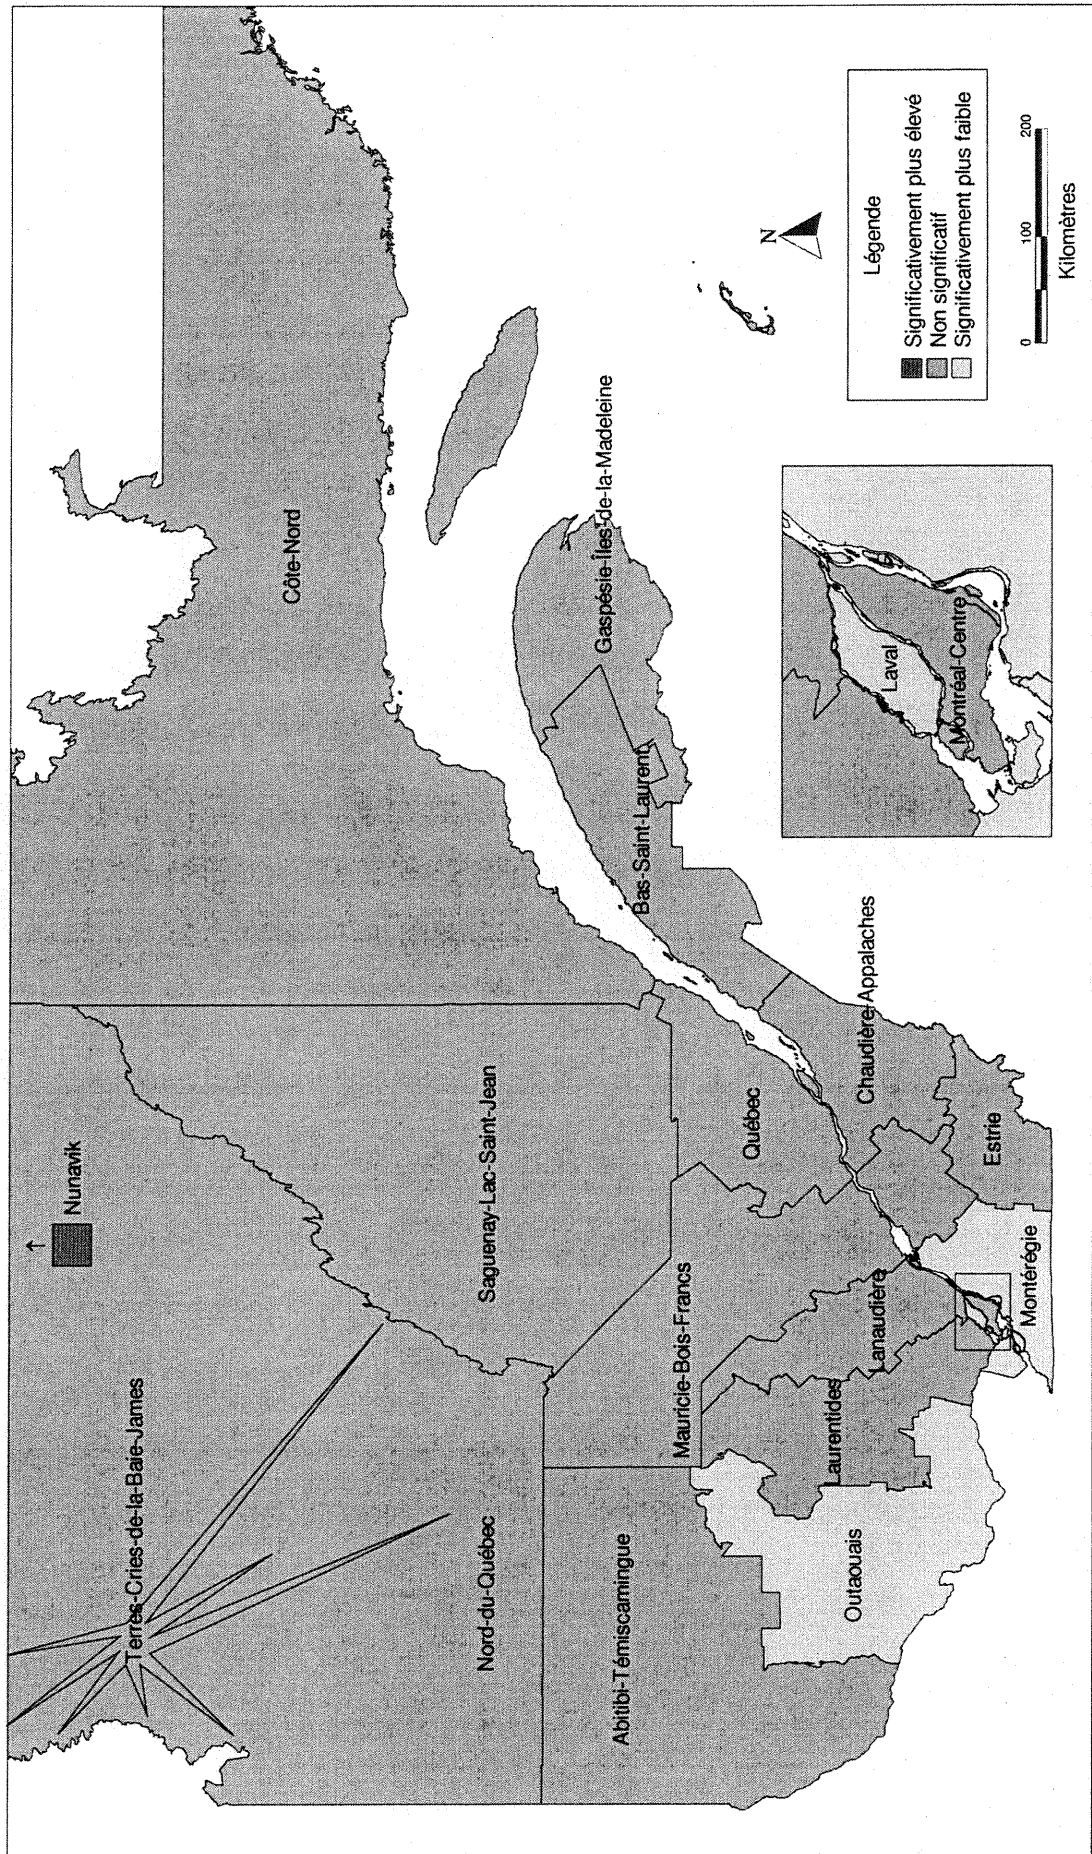 Nunavik
Terres-Cries-de-la-Baie-James
Côte-Nord
Saguenay-Lac-Saint-Jean
Nord-du-Québec
Gaspésie-Îles-de-la-Madeleine
Bas-Saint-Laurent
Abitibi-Témiscamingue
Mauricie-Bois-Francs
Québec
Chaudière-Appalaches
Lanaudière
Laurentides
Outaouais
Estrie
Montérégie
Laval
Montréal-Centre
N
Légende
Significativement plus élevé
Non significatif
Significativement plus faible
0 100 200
Kilomètres